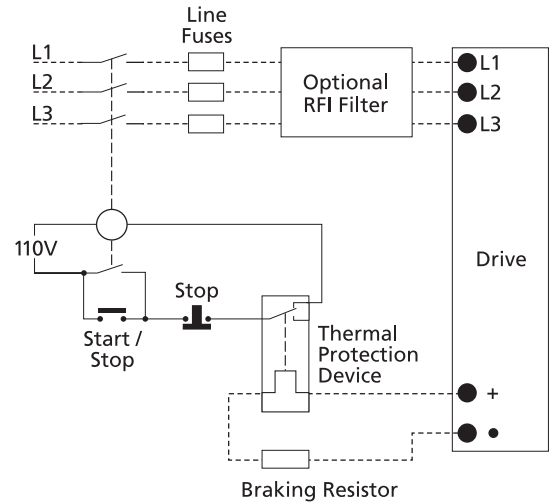 Line
Fuses
L1
L2
L3
Optional
RFI Filter
L1
L2
L3
Drive
110V
Start /
Stop
Stop
Thermal
Protection
Device
+
Braking Resistor